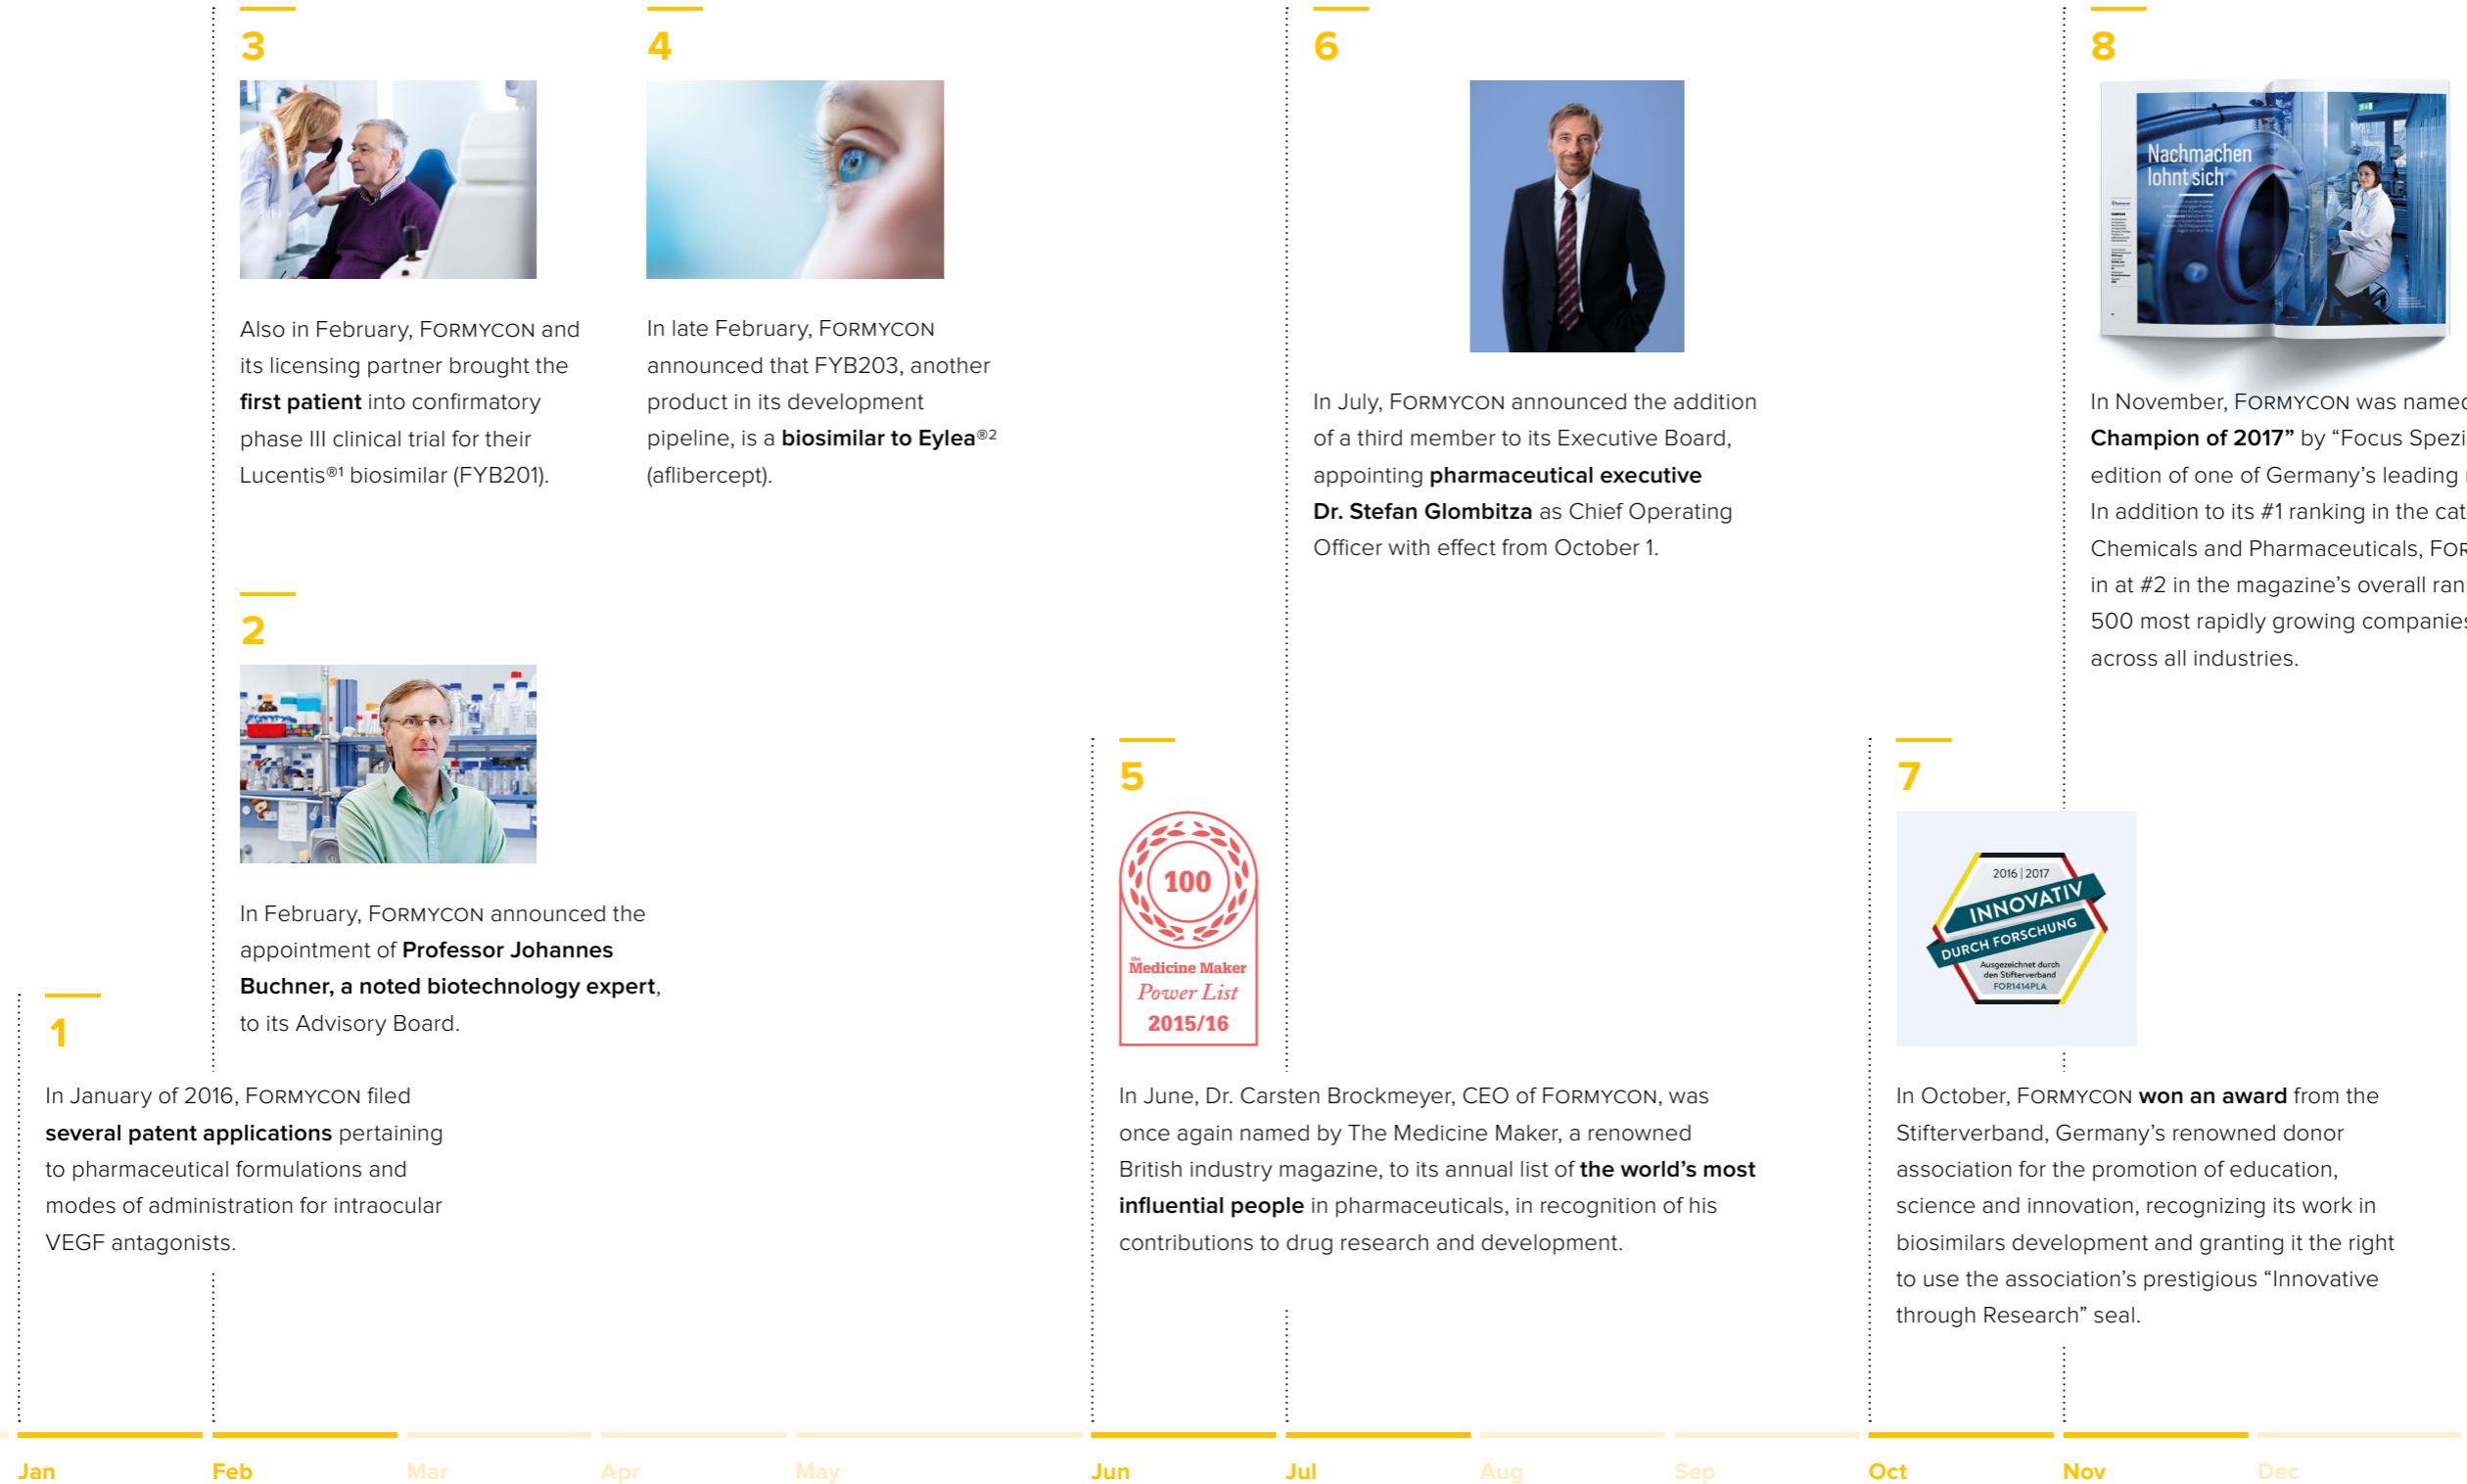 3
Also in February, FORMYCON and
its licensing partner brought the
first patient into confirmatory
phase III clinical trial for their
Lucentis®1 biosimilar (FYB201).
4
In late February, FORMYCON
announced that FYB203, another
product in its development
pipeline, is a biosimilar to Eylea®2
(aflibercept).
6
In July, FORMYCON announced the addition
of a third member to its Executive Board,
appointing pharmaceutical executive
Dr. Stefan Glombitza as Chief Operating
Officer with effect from October 1.
8
Nachmachen
lohnt sich
In November, FORMYCON was named
Champion of 2017” by “Focus Spezi
edition of one of Germany’s leading
In addition to its #1 ranking in the cat
Chemicals and Pharmaceuticals, FOR
in at #2 in the magazine’s overall ran
500 most rapidly growing companies
across all industries.
2
In February, FORMYCON announced the
appointment of Professor Johannes
Buchner, a noted biotechnology expert,
to its Advisory Board.
1
In January of 2016, FORMYCON filed
several patent applications pertaining
to pharmaceutical formulations and
modes of administration for intraocular
VEGF antagonists.
5
100
the
Medicine Maker
Power List
2015/16
In June, Dr. Carsten Brockmeyer, CEO of FORMYCON, was
once again named by The Medicine Maker, a renowned
British industry magazine, to its annual list of the world’s most
influential people in pharmaceuticals, in recognition of his
contributions to drug research and development.
7
2016 | 2017
INNOVATIV
DURCH FORSCHUNG
Ausgezeichnet durch
den Stifterverband
FOR1414PLA
In October, FORMYCON won an award from the
Stifterverband, Germany’s renowned donor
association for the promotion of education,
science and innovation, recognizing its work in
biosimilars development and granting it the right
to use the association’s prestigious “Innovative
through Research” seal.
Jan Feb Mar Apr May Jun Jul Aug Sep Oct Nov Dec